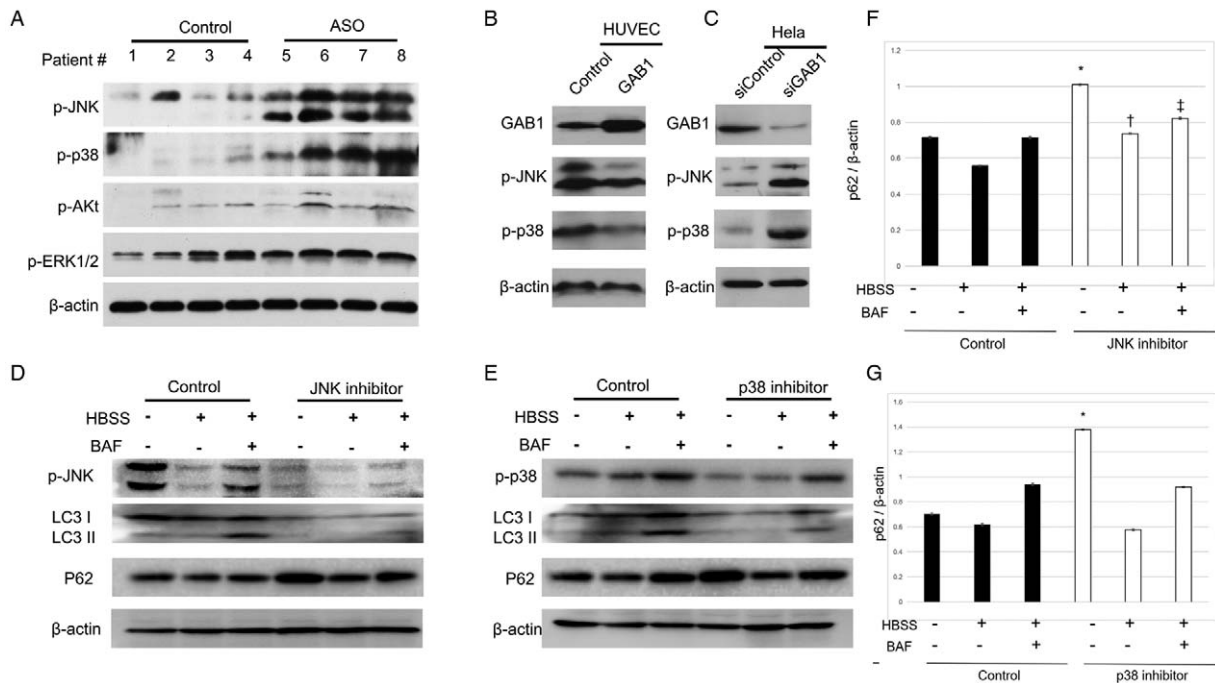 A
Control
ASO
Patient #
1 2 3 4 5 6 7 8
p-JNK
p-p38
p-AKt
p-ERK1/2
β-actin
B
HUVEC
Control
GAB1
GAB1
p-JNK
p-p38
β-actin
C
Hela
siControl
siGAB1
GAB1
p-JNK
p-p38
β-actin
D
Control
JNK inhibitor
HBSS - + + - + +
BAF - - + - - +
p-JNK
LC3 I
LC3 II
P62
β-actin
E
Control
p38 inhibitor
HBSS - + + - + +
BAF - - + - - +
p-p38
LC3 I
LC3 II
P62
β-actin
F
p62 / β-actin
1.2
1
0.8
0.6
0.4
0.2
0
*
†
‡
HBSS - + + - + +
BAF - - + - - +
Control
JNK inhibitor
G
p62 / β-actin
1.6
1.4
1.2
1
0.8
0.6
0.4
0.2
0
*
HBSS - + + - + +
BAF - - + - - +
Control
p38 inhibitor